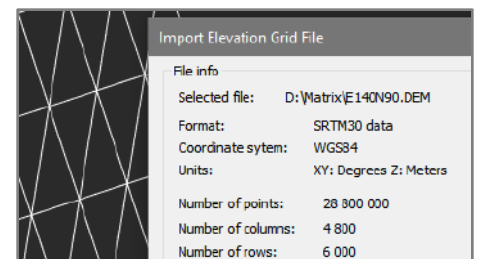 Import Elevation Grid File
File info
Selected file: D:\Matrix\E140N90.DEM
Format: SRTM30 data
Coordinate sytem: WGS84
Units: XY: Degrees Z: Meters
Number of points: 28 800 000
Number of columns: 4 800
Number of rows: 6 000